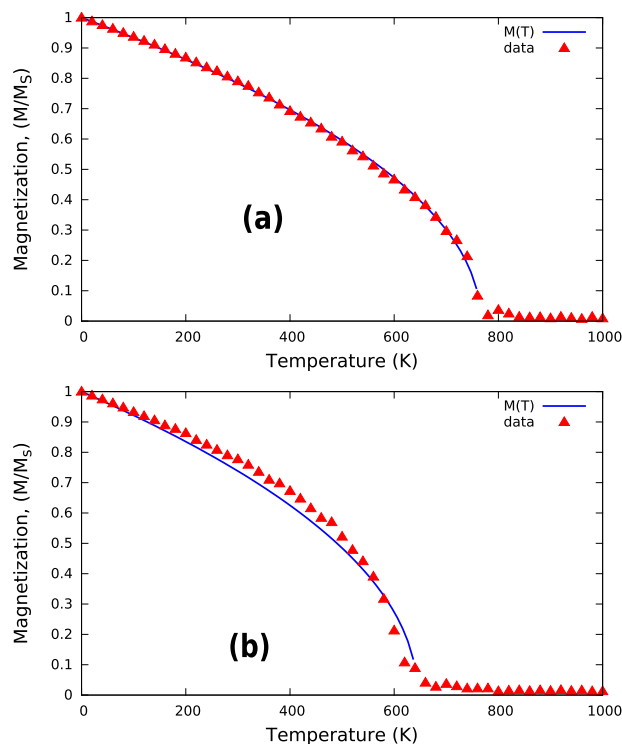 1
0.9
0.8
0.7
0.6
0.5
0.4
0.3
0.2
0.1
0
Magnetization, (M/MS)
M(T)
data
(a)
0 200 400 600 800 1000
Temperature (K)
1
0.9
0.8
0.7
0.6
0.5
0.4
0.3
0.2
0.1
0
Magnetization, (M/Ms)
M(T)
data
(b)
0 200 400 600 800 1000
Temperature (K)